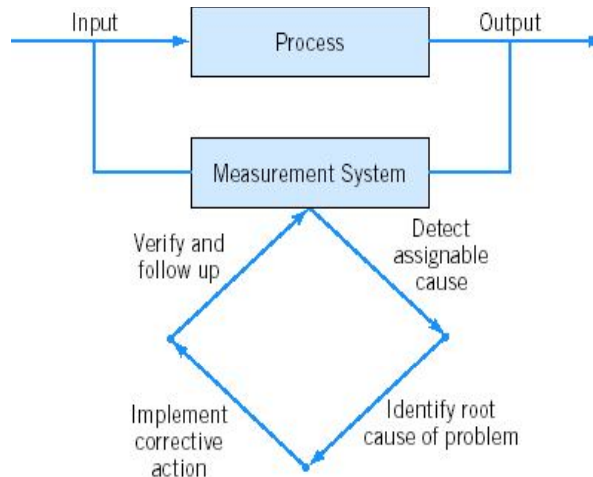 Input
Process
Output
Measurement System
Verify and
follow up
Detect
assignable
cause
Implement
corrective
action
Identify root
cause of problem